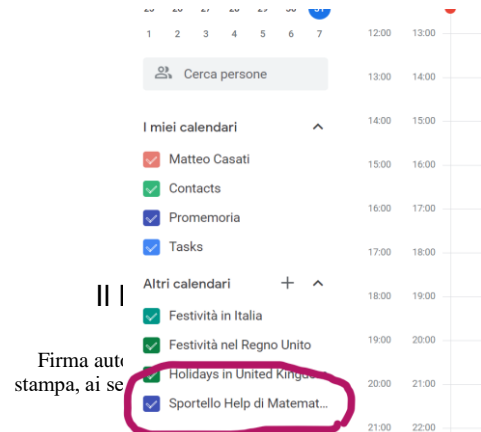 1 2 3 4 5 6 7
Cerca persone
I miei calendari
Matteo Casati
Contacts
Promemoria
Tasks
Altri calendari
Festività in Italia
Festività nel Regno Unito
Holidays in United
Sportello Help di Matemat...
12:00 13:00
13:00 14:00
14:00 15:00
15:00 16:00
16:00 17:00
17:00 18:00
18:00 19:00
19:00 20:00
20:00 21:00
21:00 22:00
Il
Firma
stampa, ai